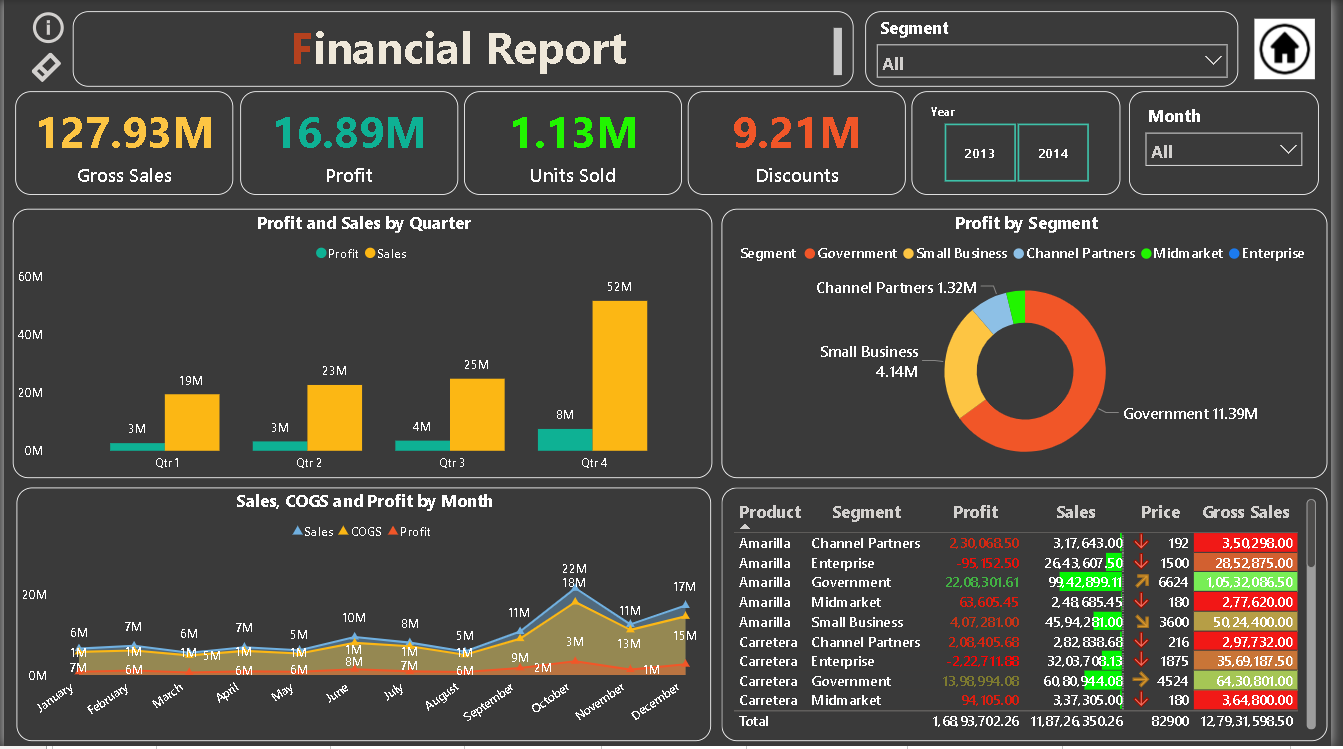 Financial Report
Segment
All
127.93M
Gross Sales
16.89M
Profit
1.13M
Units Sold
9.21M
Discounts
Year
2013 2014
Month
All
Profit and Sales by Quarter
Profit Sales
60M
40M
20M
0M
3M 19M 3M 23M 4M 25M 8M 52M
Qtr 1 Qtr 2 Qtr 3 Qtr 4
Profit by Segment
Segment Government Small Business Channel Partners Midmarket Enterprise
Channel Partners 1.32M
Small Business
4.14M
Government 11.39M
Sales, COGS and Profit by Month
Sales COGS Profit
20M
0M
6M 7M 6M 7M 5M 10M 8M 5M 11M 22M 11M 17M
1M 1M 5M 1M 1M 1M 1M 1M 18M 13M 15M
7M 6M 6M 6M 8M 7M 6M 9M 2M 3M 1M
January February March April May June July August September October November December
Product Segment Profit Sales Price Gross Sales
Amarilla Channel Partners 2,30,068.50 3,17,643.00 192 3,50,298.00
Amarilla Enterprise -95,152.50 26,43,607.50 1500 28,52,875.00
Amarilla Government 22,08,301.61 99,42,899.11 6624 1,05,32,086.50
Amarilla Midmarket 63,605.45 2,48,685.45 180 2,77,620.00
Amarilla Small Business 4,07,281.00 45,94,281.00 3600 50,24,400.00
Carretera Channel Partners 2,08,405.68 2,82,838.68 216 2,97,732.00
Carretera Enterprise -2,22,711.88 32,03,708.13 1875 35,69,187.50
Carretera Government 13,98,994.08 60,80,944.08 4524 64,30,801.00
Carretera Midmarket 94,105.00 3,37,305.00 180 3,64,800.00
Total 1,68,93,702.26 11,87,26,350.26 82900 12,79,31,598.50